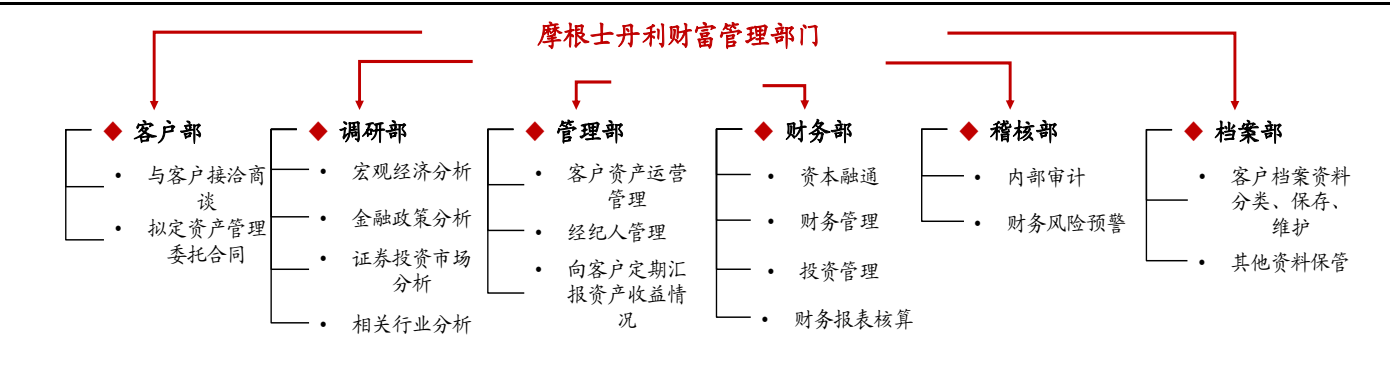 摩根士丹利财富管理部门
◆ 客户部
• 与客户接洽商
谈
• 拟定资产管理
委托合同
◆ 调研部
• 宏观经济分析
• 金融政策分析
• 证券投资市场
分析
• 相关行业分析
◆ 管理部
• 客户资产运营
管理
• 经纪人管理
• 向客户定期汇
报资产收益情
况
◆ 财务部
• 资本融通
• 财务管理
• 投资管理
• 财务报表核算
◆ 稽核部
• 内部审计
• 财务风险预警
◆ 档案部
• 客户档案资料
分类、保存、
维护
• 其他资料保管